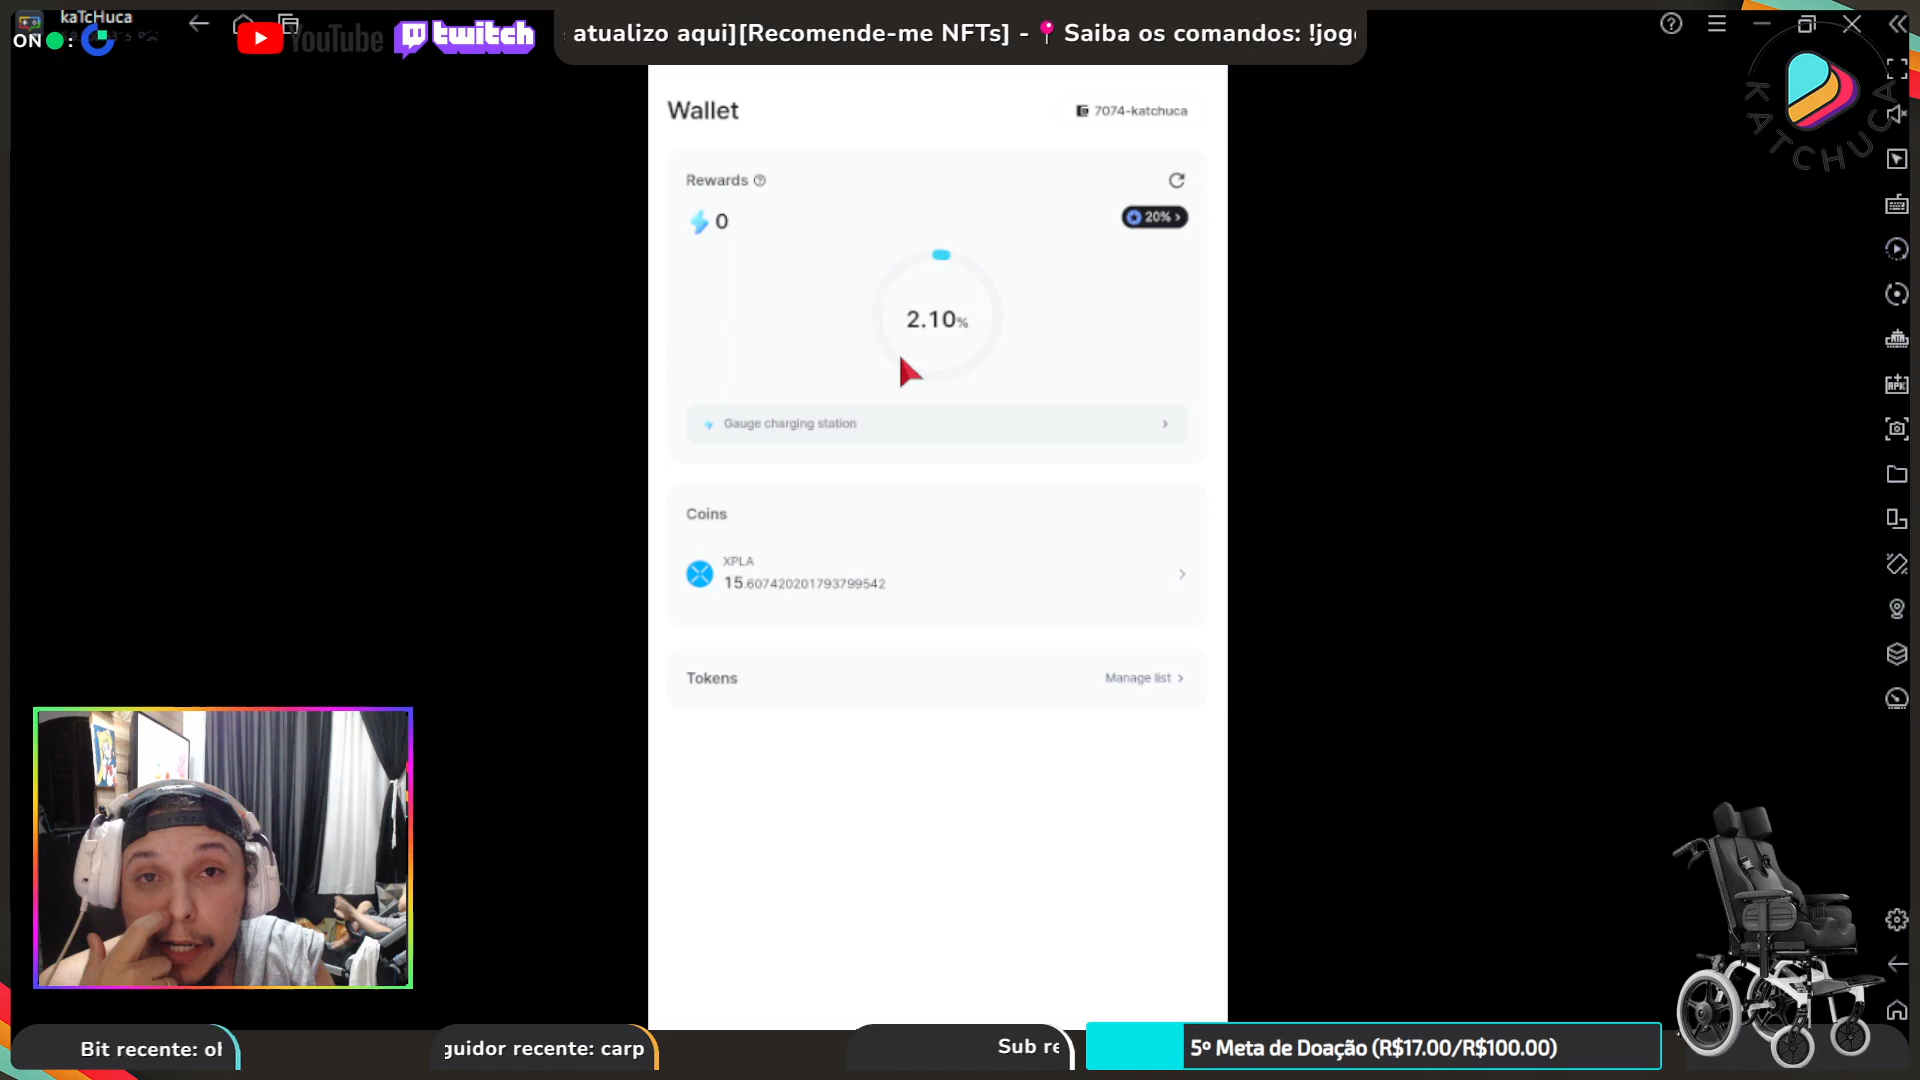 kaTcHuca
ON :
YouTube
twitch
atualizo aqui][Recomende-me NFTs] - 📍 Saiba os comandos: !jog
KATCHUCA
Wallet
7074-katchuca
Rewards
0
20% >
2.10%
Gauge charging station
Coins
XPLA
15.607420201793799542
Tokens
Manage list >
APK
Bit recente: ol
guidor recente: carp
Sub re
5º Meta de Doação (R$17.00/R$100.00)